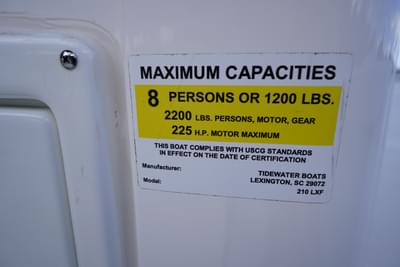 MAXIMUM CAPACITIES
8 PERSONS OR 1200 LBS.
2200 LBS. PERSONS, MOTOR, GEAR
225 H.P. MOTOR MAXIMUM
THIS BOAT COMPLIES WITH USCG STANDARDS
IN EFFECT ON THE DATE OF CERTIFICATION
Manufacturer: TIDEWATER BOATS
LEXINGTON, SC 29072
Model: 210 LXF